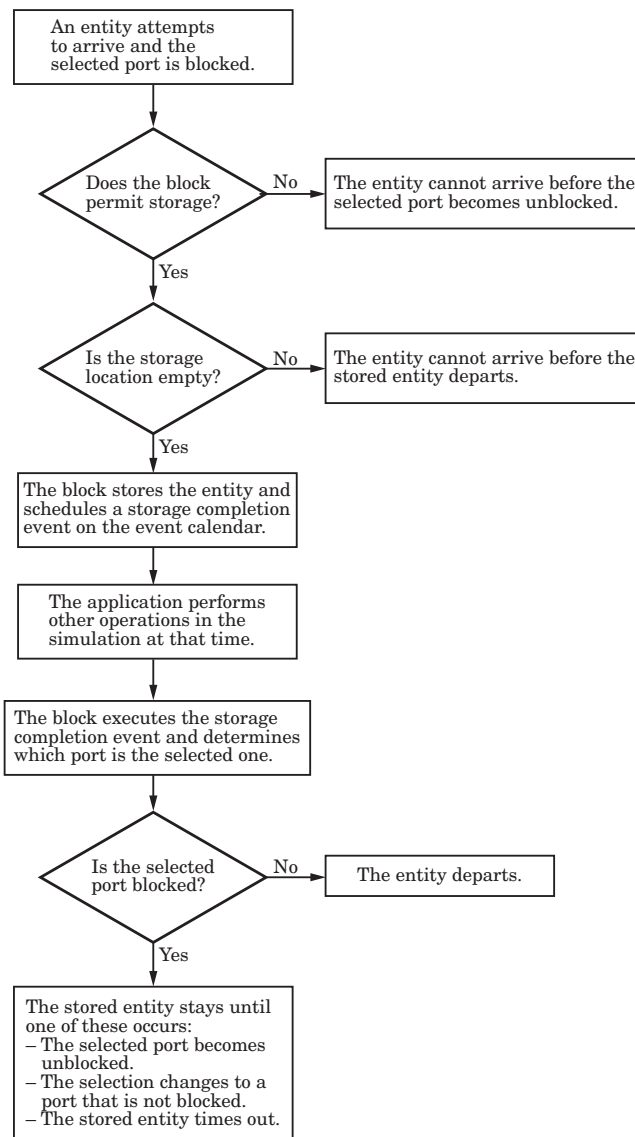 An entity attempts
to arrive and the
selected port is blocked.
Does the block
permit storage?
No
The entity cannot arrive before the
selected port becomes unblocked.
Yes
Is the storage
location empty?
No
The entity cannot arrive before the
stored entity departs.
Yes
The block stores the entity and
schedules a storage completion
event on the event calendar.
The application performs
other operations in the
simulation at that time.
The block executes the storage
completion event and determines
which port is the selected one.
Is the selected
port blocked?
No
The entity departs.
Yes
The stored entity stays until
one of these occurs:
– The selected port becomes
unblocked.
– The selection changes to a
port that is not blocked.
– The stored entity times out.